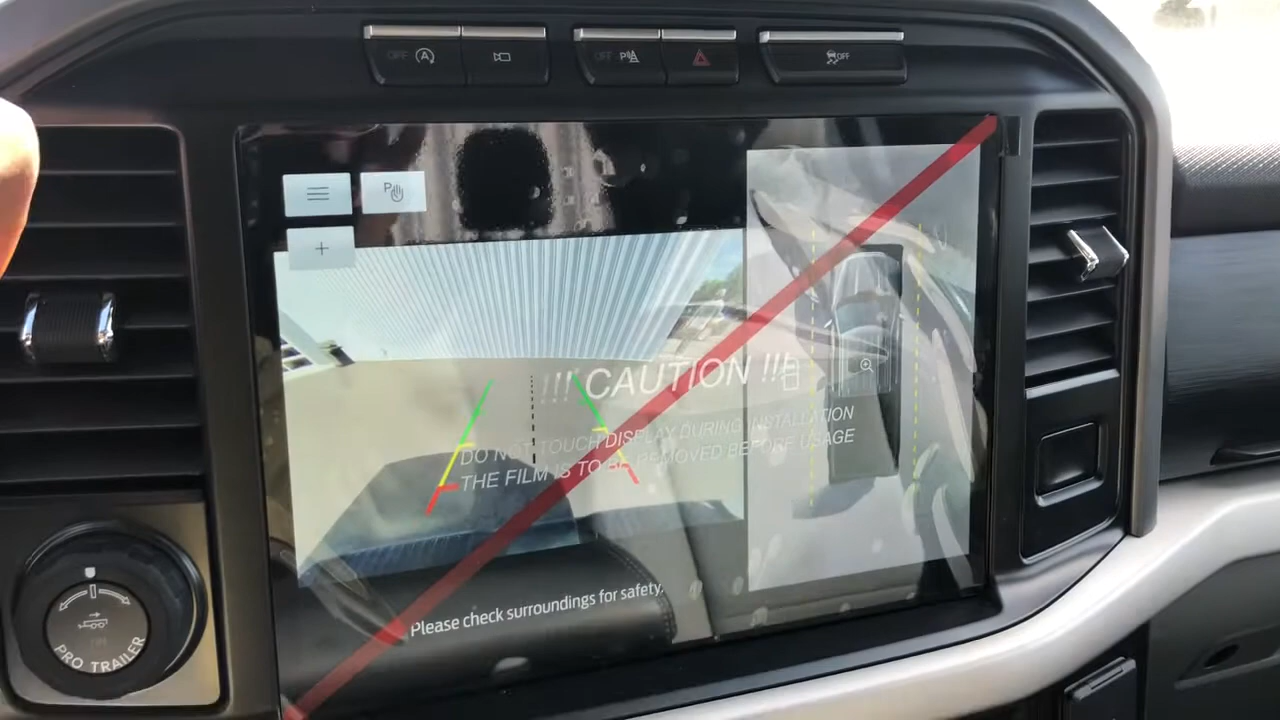 OFF
OFF P
OFF
P
+
!!! CAUTION !!!
DO NOT TOUCH DISPLAY DURING INSTALLATION
THE FILM IS TO BE REMOVED BEFORE USAGE
Please check surroundings for safety.
PRO TRAILER